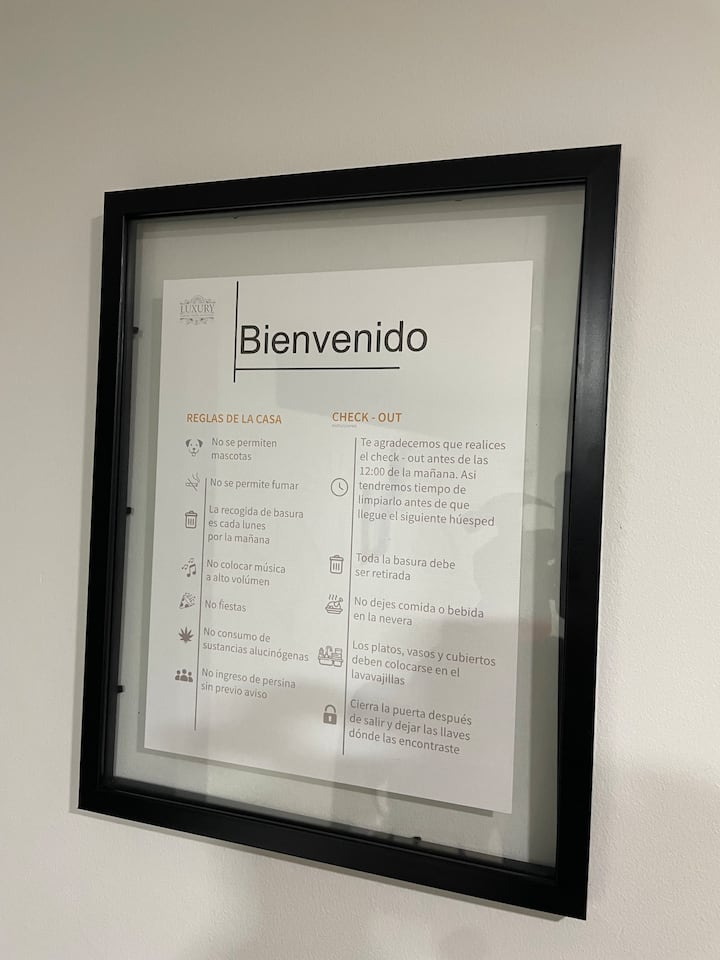 LUXURY
Bienvenido
REGLAS DE LA CASA
No se permiten
mascotas
No se permite fumar
La recogida de basura
es cada lunes
por la mañana
No colocar música
a alto volúmen
No fiestas
No consumo de
sustancias alucinógenas
No ingreso de persina
sin previo aviso
CHECK - OUT
Te agradecemos que realices
el check - out antes de las
12:00 de la mañana. Asi
tendremos tiempo de
limpiarlo antes de que
llegue el siguiente húesped
Toda la basura debe
ser retirada
No dejes comida o bebida
en la nevera
Los platos, vasos y cubiertos
deben colocarse en el
lavavajillas
Cierra la puerta después
de salir y dejar las llaves
dónde las encontraste